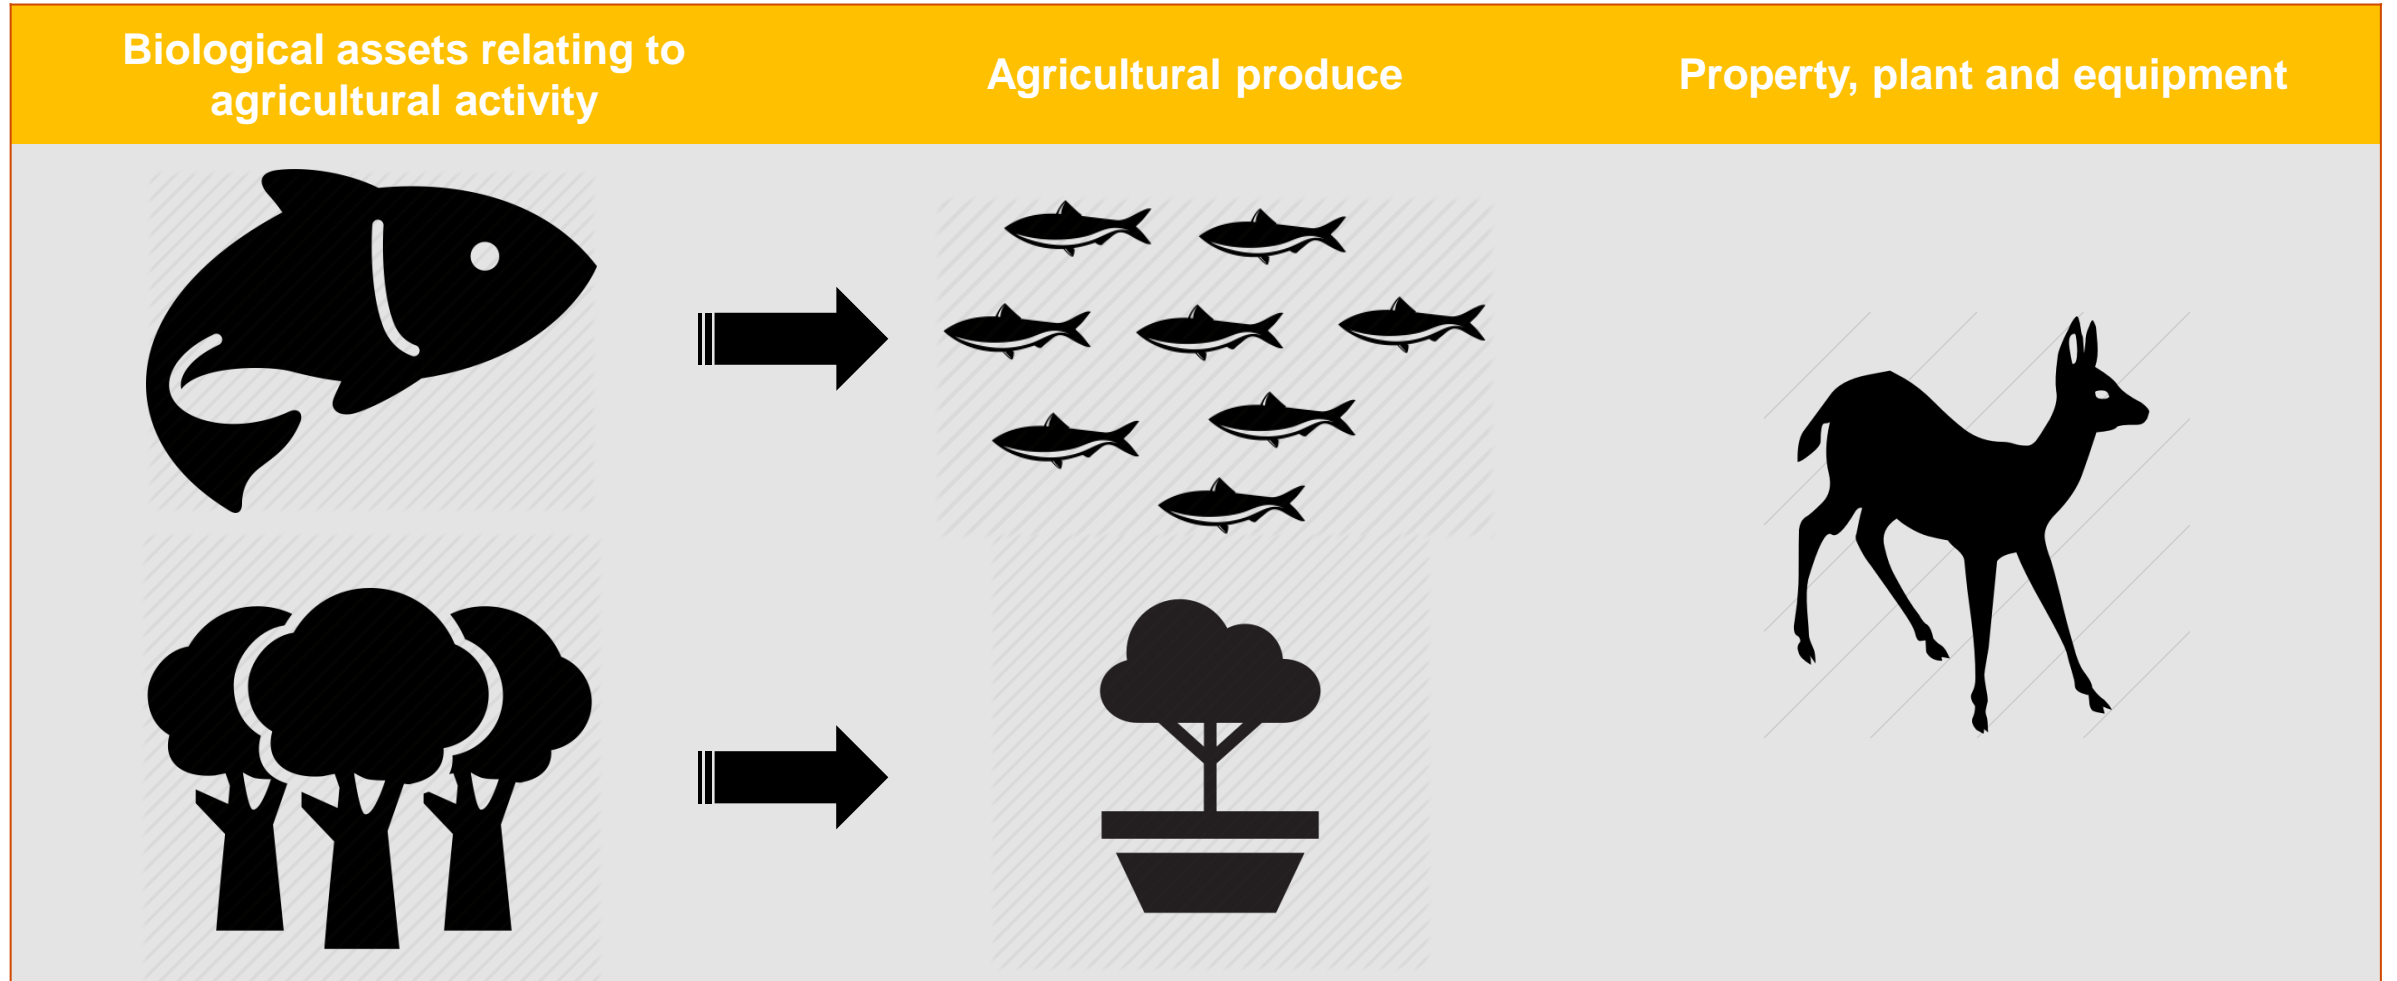 Biological assets relating to
agricultural activity
Agricultural produce
Property, plant and equipment